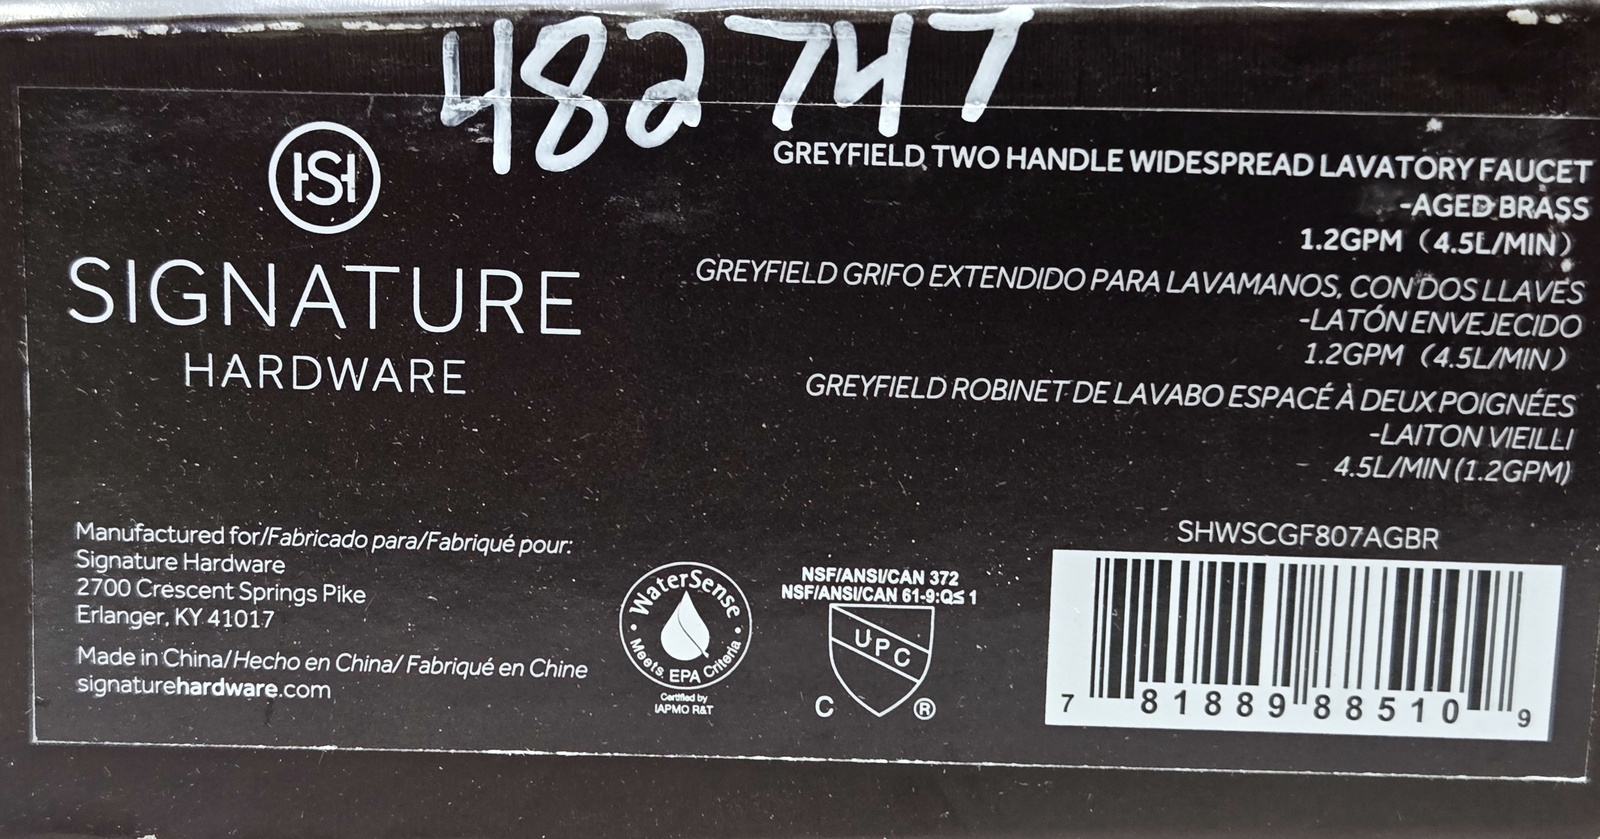 482747
HSH
SIGNATURE
HARDWARE
GREYFIELD TWO HANDLE WIDESPREAD LAVATORY FAUCET
-AGED BRASS
1.2GPM (4.5L/MIN)
GREYFIELD GRIFO EXTENDIDO PARA LAVAMANOS, CON DOS LLAVES
-LATÓN ENVEJECIDO
1.2GPM (4.5L/MIN)
GREYFIELD ROBINET DE LAVABO ESPACÉ À DEUX POIGNÉES
-LAITON VIEILLI
4.5L/MIN (1.2GPM)
Manufactured for/Fabricado para/Fabriqué pour:
Signature Hardware
2700 Crescent Springs Pike
Erlanger, KY 41017
Made in China/Hecho en China/ Fabriqué en Chine
signaturehardware.com
WaterSense
• Meets EPA Criteria •
Certified by
IAPMO R&T
NSF/ANSI/CAN 372
NSF/ANSI/CAN 61-9:Q≤ 1
UPC
C ®
SHWSCGF807AGBR
7 81889 88510 9